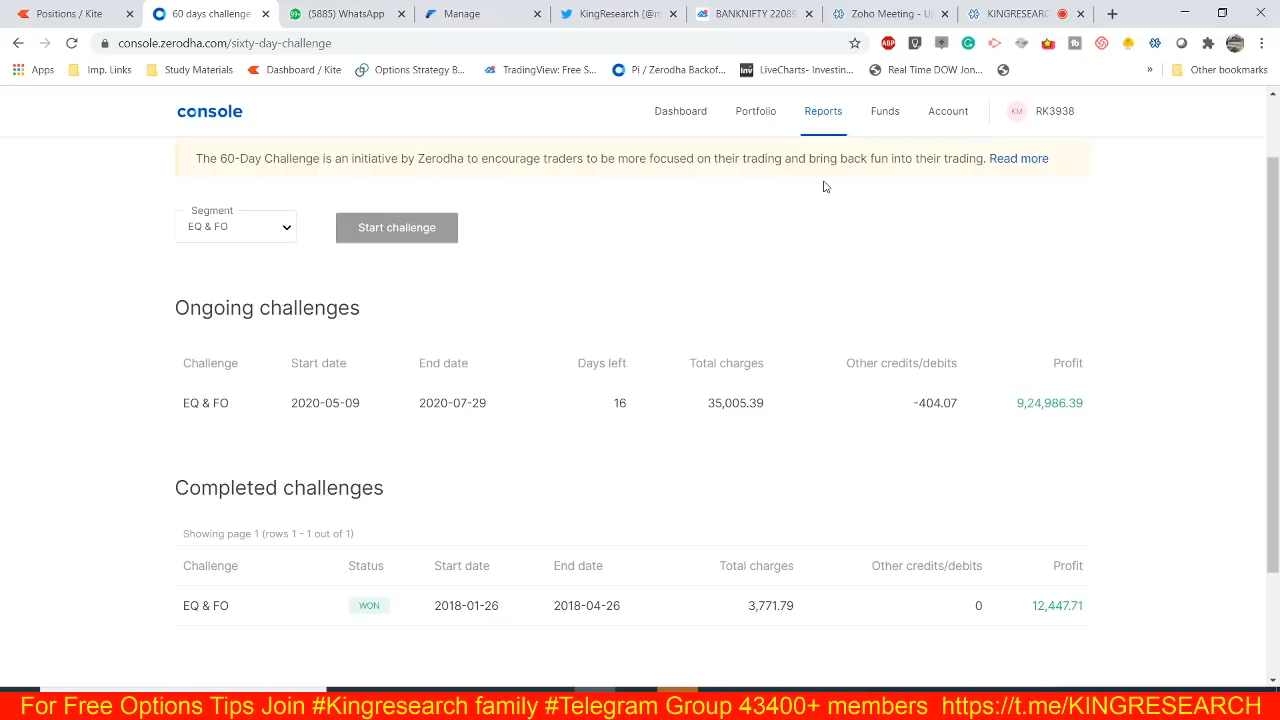 Positions / Kite
60 days challenge
(5885) WhatsApp
Manage
KingResearch (@m
BANKNIFTY 22089
Zoho Meeting - Up
KINGRESEARC
console.zerodha.com/sixty-day-challenge
ABP
Apps
Imp. Links
Study Materials
Dashboard / Kite
Options Strategy B...
TradingView: Free S...
Pi / Zerodha Backof...
LiveCharts- Investin...
Real Time DOW Jon...
»
Other bookmarks
console
Dashboard
Portfolio
Reports
Funds
Account
KM
RK3938
The 60-Day Challenge is an initiative by Zerodha to encourage traders to be more focused on their trading and bring back fun into their trading. Read more
Segment
EQ & FO
Start challenge
Ongoing challenges
Challenge Start date End date Days left Total charges Other credits/debits Profit
EQ & FO 2020-05-09 2020-07-29 16 35,005.39 -404.07 9,24,986.39
Completed challenges
Showing page 1 (rows 1 - 1 out of 1)
Challenge Status Start date End date Total charges Other credits/debits Profit
EQ & FO WON 2018-01-26 2018-04-26 3,771.79 0 12,447.71
For Free Options Tips Join #Kingresearch family #Telegram Group 43400+ members https://t.me/KINGRESEARCH